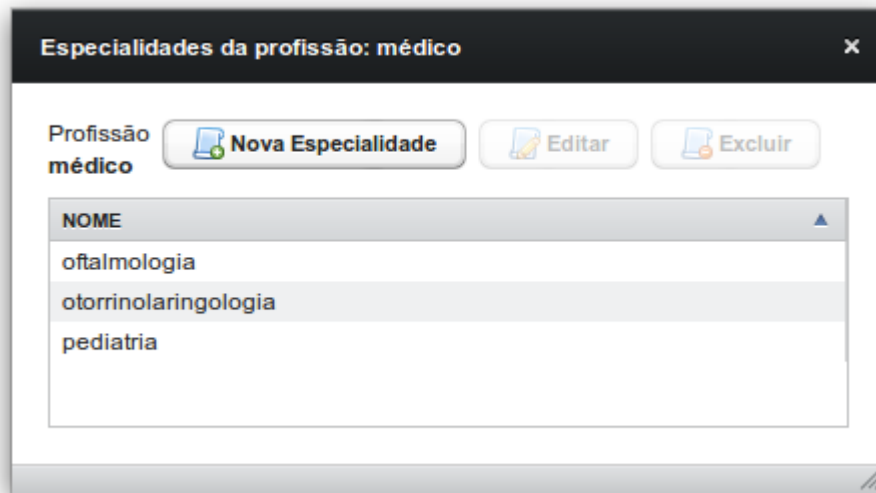 Especialidades da profissão: médico
Profissão
médico
Nova Especialidade
Editar
Excluir
NOME
oftalmologia
otorrinolaringologia
pediatria